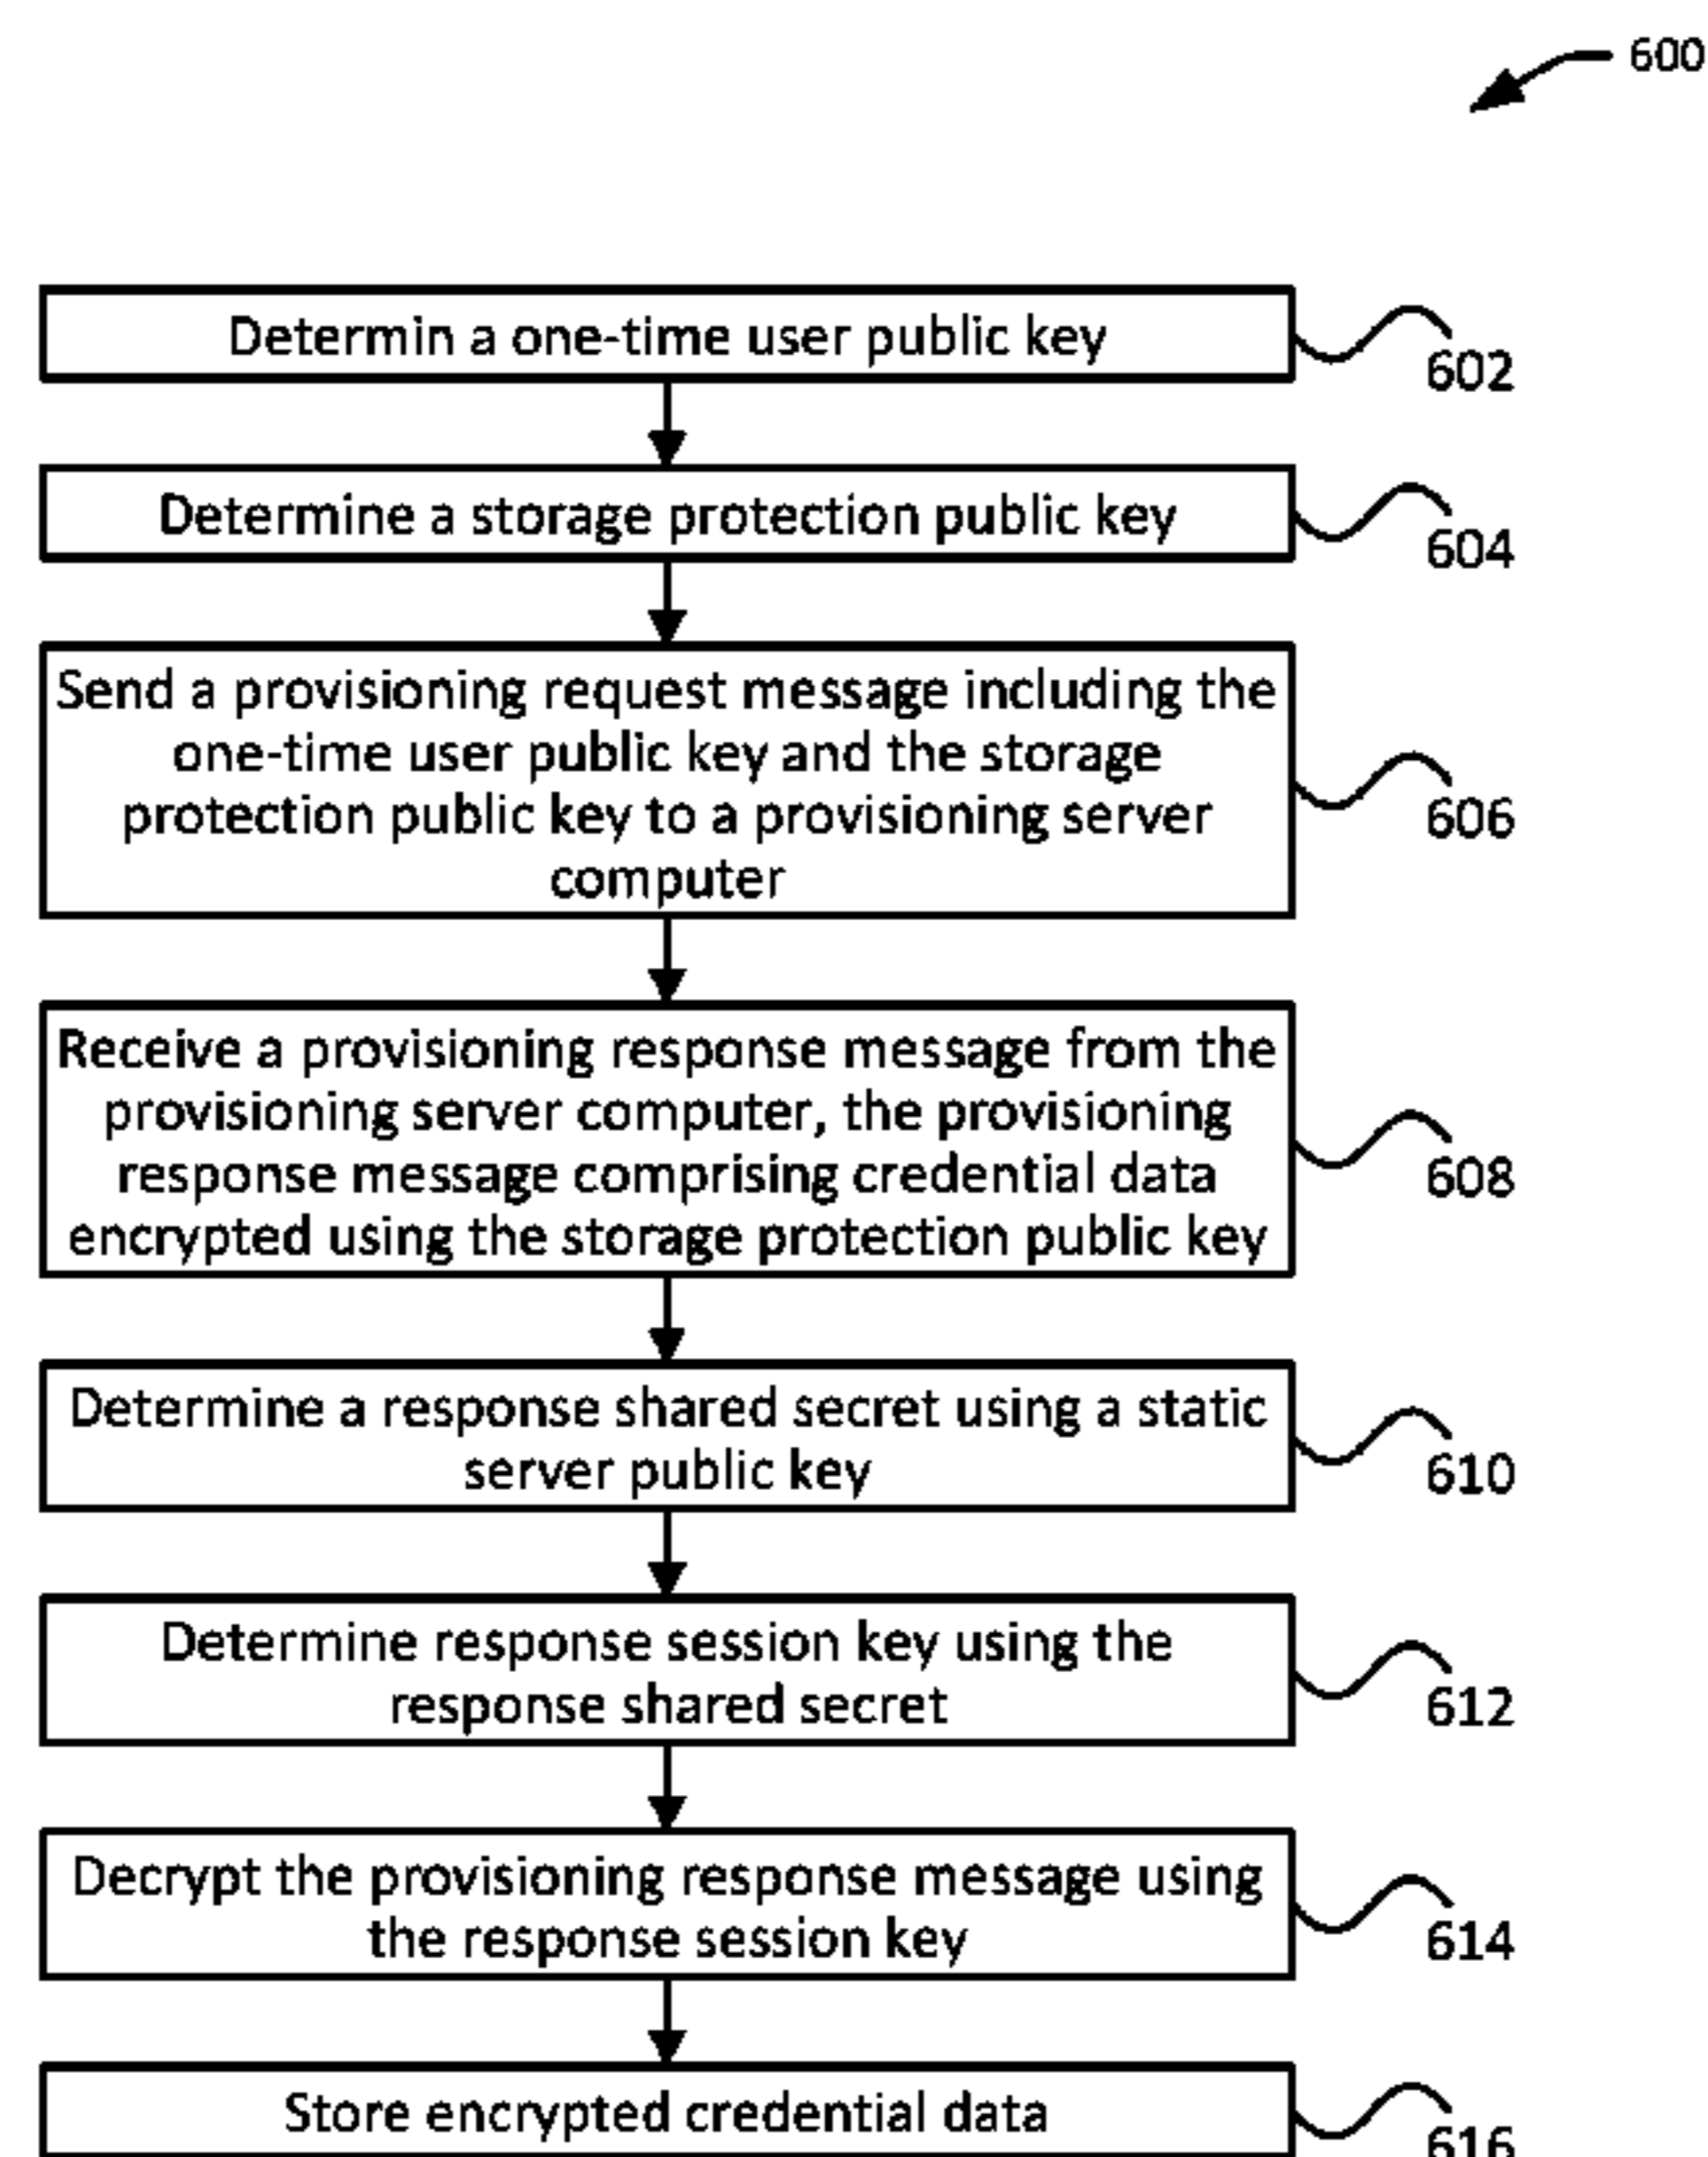 600
Determin a one-time user public key
602
Determine a storage protection public key
604
Send a provisioning request message including the
one-time user public key and the storage
protection public key to a provisioning server
computer
606
Receive a provisioning response message from the
provisioning server computer, the provisioning
response message comprising credential data
encrypted using the storage protection public key
608
Determine a response shared secret using a static
server public key
610
Determine response session key using the
response shared secret
612
Decrypt the provisioning response message using
the response session key
614
Store encrypted credential data
616